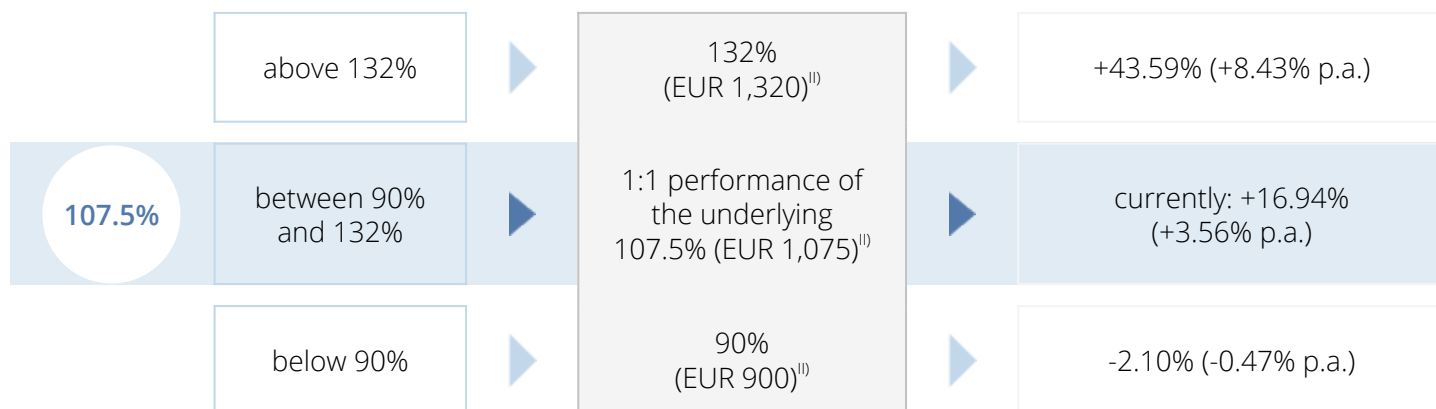 above 132%
132%
(EUR 1,320)II)
+43.59% (+8.43% p.a.)
107.5%
between 90%
and 132%
1:1 performance of
the underlying
107.5% (EUR 1,075)II)
currently: +16.94%
(+3.56% p.a.)
below 90%
90%
(EUR 900)II)
-2.10% (-0.47% p.a.)